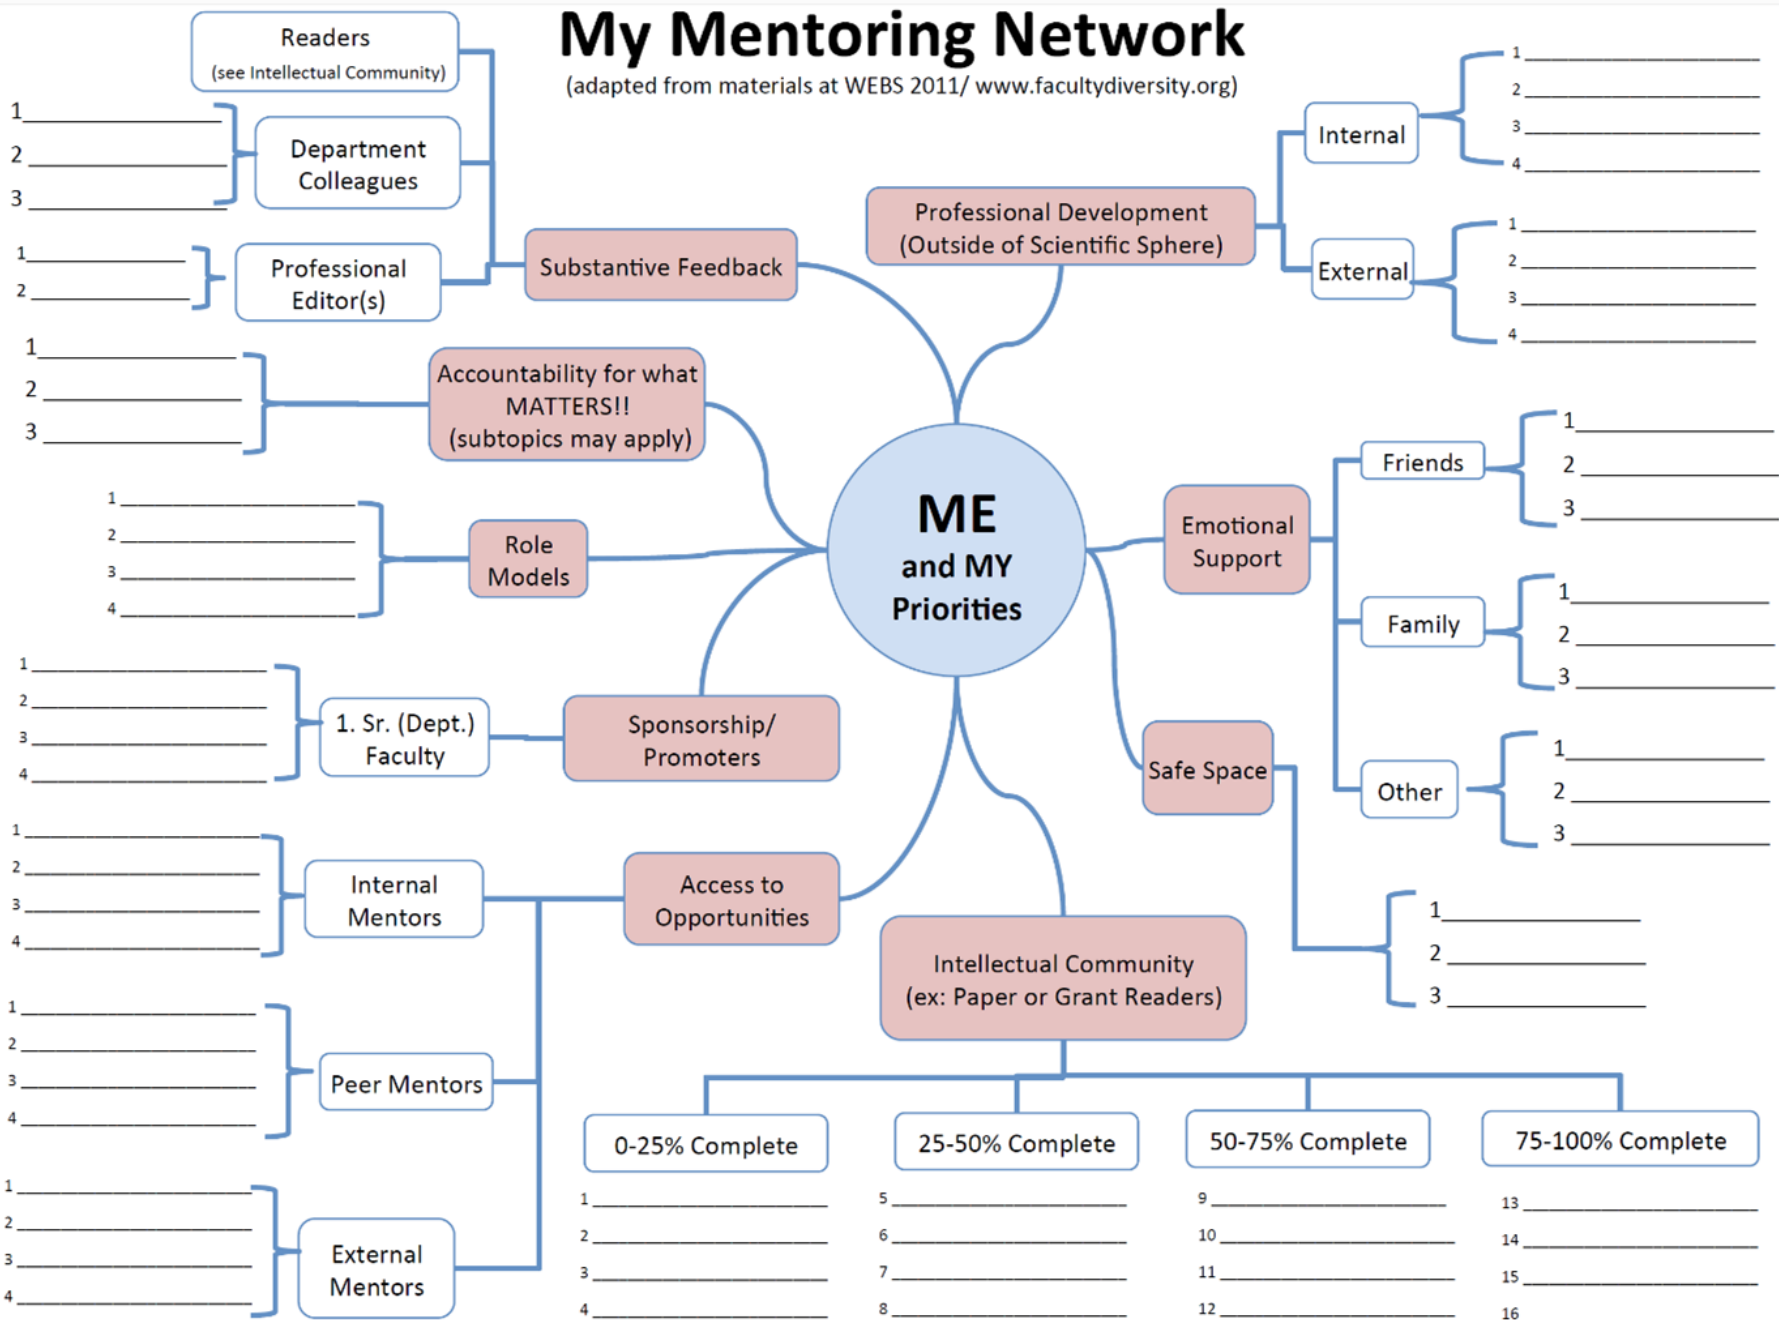 My Mentoring Network
(adapted from materials at WEBS 2011/ www.facultydiversity.org)
Readers
(see Intellectual Community)
Department
Colleagues
1
2
3
Professional
Editor(s)
1
2
Substantive Feedback
Professional Development
(Outside of Scientific Sphere)
Internal
1
2
3
4
External
1
2
3
4
Accountability for what
MATTERS!!
(subtopics may apply)
1
2
3
Role
Models
1
2
3
4
ME
and MY
Priorities
Emotional
Support
Friends
1
2
3
Family
1
2
3
Other
1
2
3
Sponsorship/
Promoters
1. Sr. (Dept.)
Faculty
1
2
3
4
Safe Space
1
2
3
Access to
Opportunities
Internal
Mentors
1
2
3
4
Peer Mentors
1
2
3
4
External
Mentors
1
2
3
4
Intellectual Community
(ex: Paper or Grant Readers)
0-25% Complete
1
2
3
4
25-50% Complete
5
6
7
8
50-75% Complete
9
10
11
12
75-100% Complete
13
14
15
16